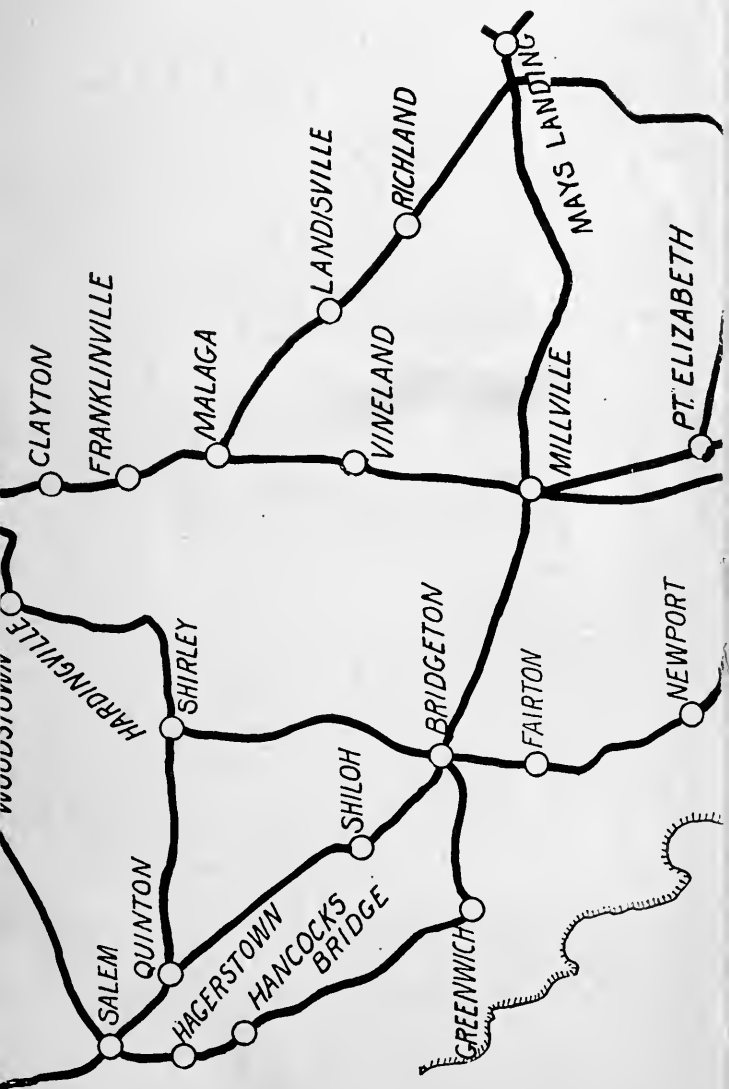 CLAYTON
FRANKLINVILLE
MALAGA
LANDISVILLE
RICHLAND
MAYS LANDING
VINELAND
MILLVILLE
PT. ELIZABETH
WOODSTOWN
HARDINGVILLE
SHIRLEY
BRIDGETON
FAIRTON
NEWPORT
SALEM
QUINTON
SHILOH
HAGERSTOWN
HANCOCKS
BRIDGE
GREENWICH